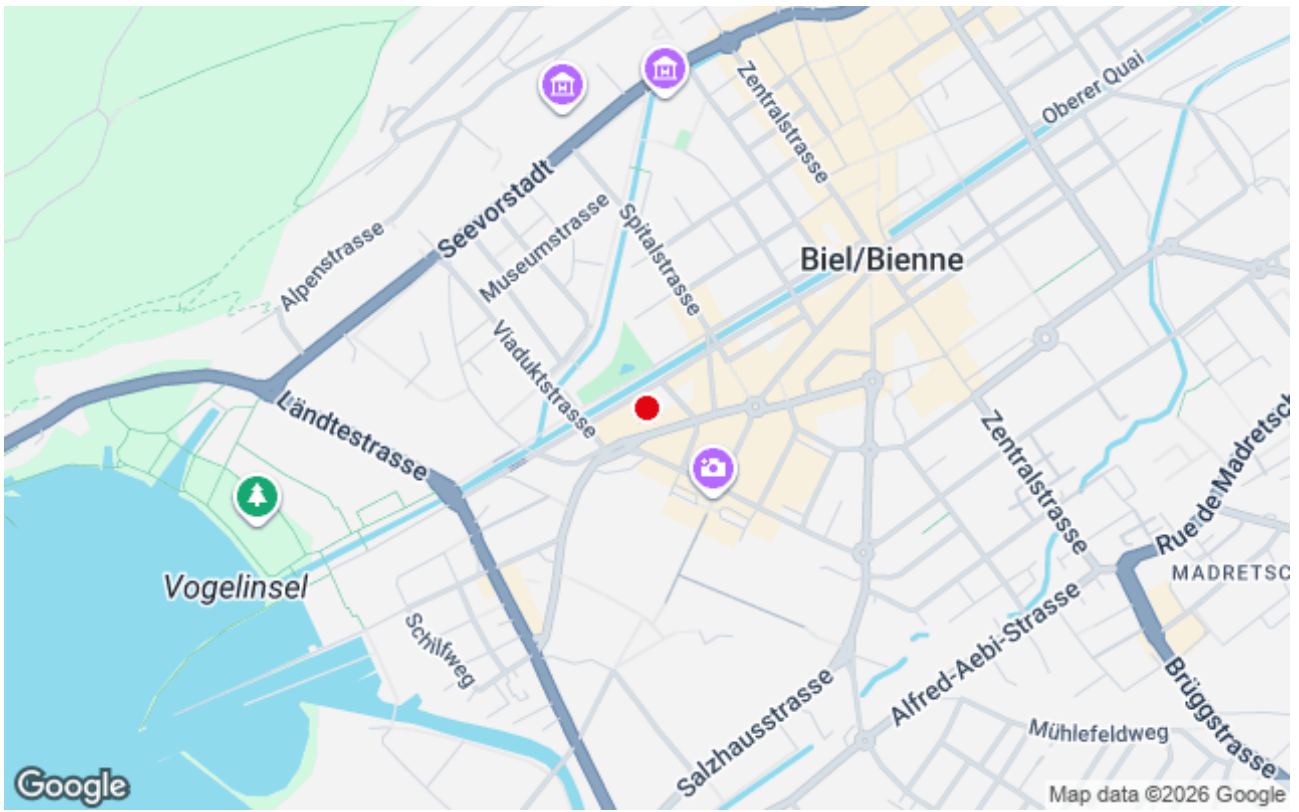 Oberer Quai
Zentralstrasse
Seevorstadt
Museumstrasse
Spitalstrasse
Alpenstrasse
Biel/Bienne
Viaduktstrasse
Ländtestrasse
Zentralstrasse
Rue de Madretsch
MADRETSC
Vogelinsel
Schilfweg
Alfred-Aebi-Strasse
Salzhausstrasse
Mühlefeldweg
Brüggstrasse
Google
Map data ©2026 Google